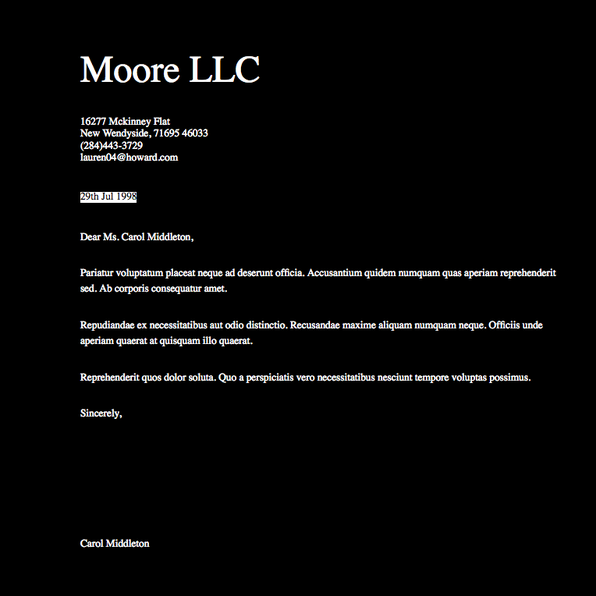 Moore LLC
16277 Mckinney Flat
New Wendyside, 71695 46033
(284)443-3729
lauren04@howard.com
29th Jul 1998
Dear Ms. Carol Middleton,
Pariatur voluptatum placeat neque ad deserunt officia. Accusantium quidem numquam quas aperiam reprehenderit
sed. Ab corporis consequatur amet.
Repudiandae ex necessitatibus aut odio distinctio. Recusandae maxime aliquam numquam neque. Officiis unde
aperiam quaerat at quisquam illo quaerat.
Reprehenderit quos dolor soluta. Quo a perspiciatis vero necessitatibus nesciunt tempore voluptas possimus.
Sincerely,
Carol Middleton